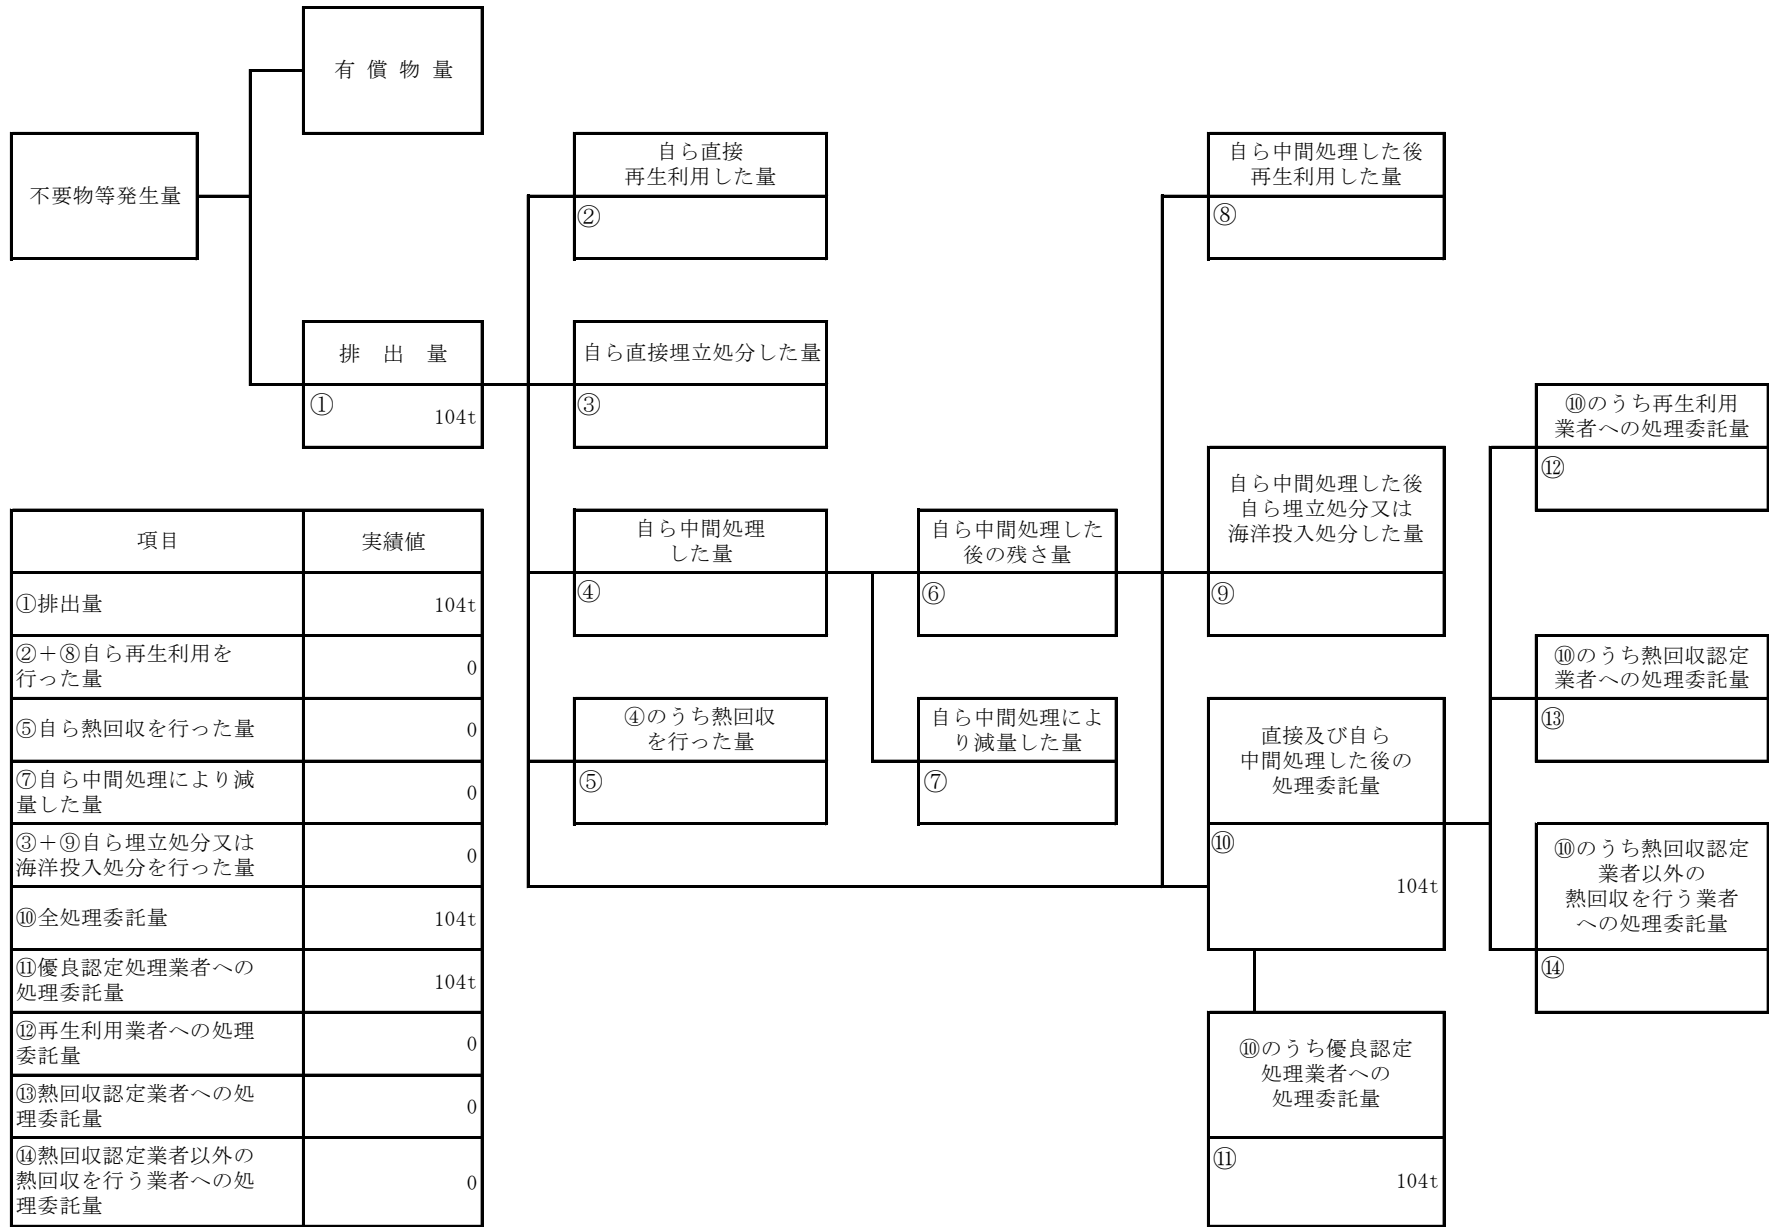 有 償 物 量
不要物等発生量
自ら直接
再生利用した量
②
自ら中間処理した後
再生利用した量
⑧
排 出 量
①
104t
自ら直接埋立処分した量
③
⑩のうち再生利用
業者への処理委託量
⑫
自ら中間処理した後
自ら埋立処分又は
海洋投入処分した量
⑨
自ら中間処理
した量
④
自ら中間処理した
後の残さ量
⑥
⑩のうち熱回収認定
業者への処理委託量
⑬
④のうち熱回収
を行った量
⑤
自ら中間処理によ
り減量した量
⑦
直接及び自ら
中間処理した後の
処理委託量
⑩
104t
⑩のうち熱回収認定
業者以外の
熱回収を行う業者
への処理委託量
⑭
⑩のうち優良認定
処理業者への
処理委託量
⑪
104t
項目 実績値
①排出量 104t
②+⑧自ら再生利用を
行った量 0
⑤自ら熱回収を行った量 0
⑦自ら中間処理により減
量した量 0
③+⑨自ら埋立処分又は
海洋投入処分を行った量 0
⑩全処理委託量 104t
⑪優良認定処理業者への
処理委託量 104t
⑫再生利用業者への処理
委託量 0
⑬熱回収認定業者への処
理委託量 0
⑭熱回収認定業者以外の
熱回収を行う業者への処
理委託量 0